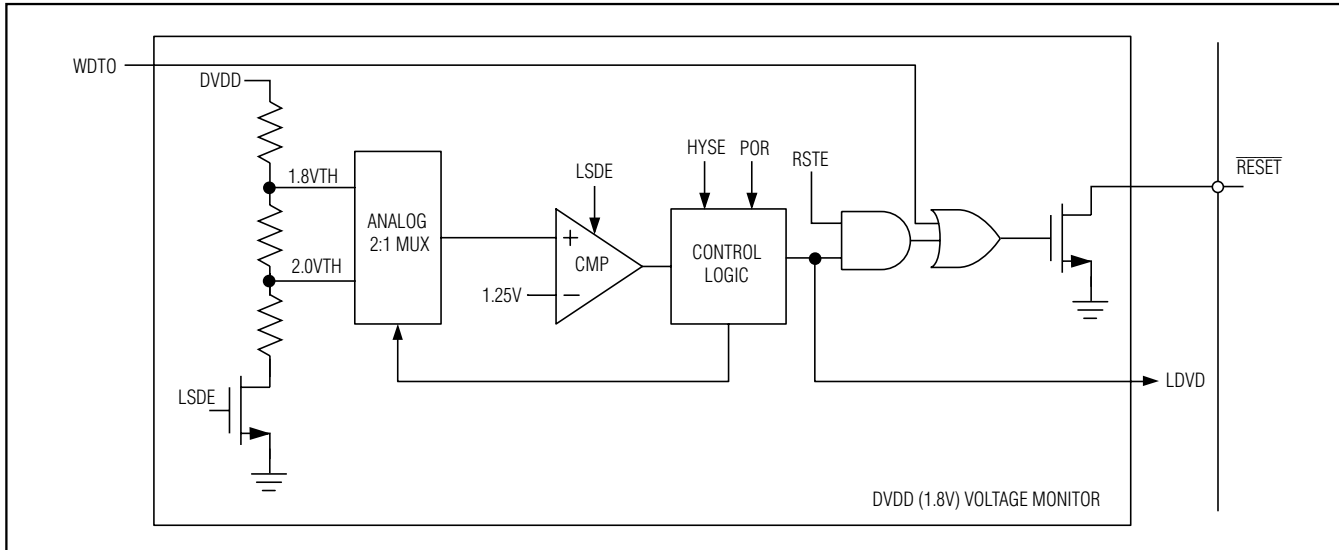 WDTO
DVDD
1.8VTH
2.0VTH
LSDE
ANALOG
2:1 MUX
LSDE
+
CMP
1.25V
−
HYSE
POR
CONTROL
LOGIC
RSTE
RESET
LDVD
DVDD (1.8V) VOLTAGE MONITOR